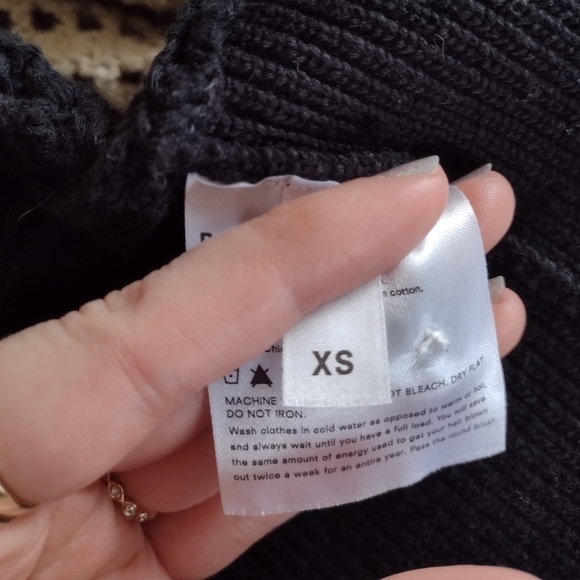 cotton.
XS
MACHINE OT BLEACH. DRY FLAT.
DO NOT IRON.
Wash clothes in cold water as opposed to warm or hot,
and always wait until you have a full load. You will save
the same amount of energy used to get your hair blown
out twice a week for an entire year. Pass the round brush.